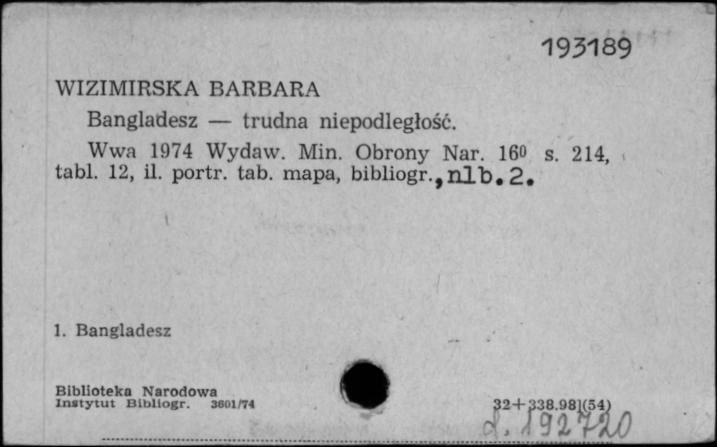 193189
WIZIMIRSKA BARBARA
Bangladesz — trudna niepodległość.
Wwa 1974 Wydaw. Min. Obrony Nar. 16⁰ s. 214,
tabl. 12, il. portr. tab. mapa, bibliogr., nlb. 2.
1. Bangladesz
Biblioteka Narodowa
Instytut Bibliogr. 3601/74
32+338.98](54)
d. 192720